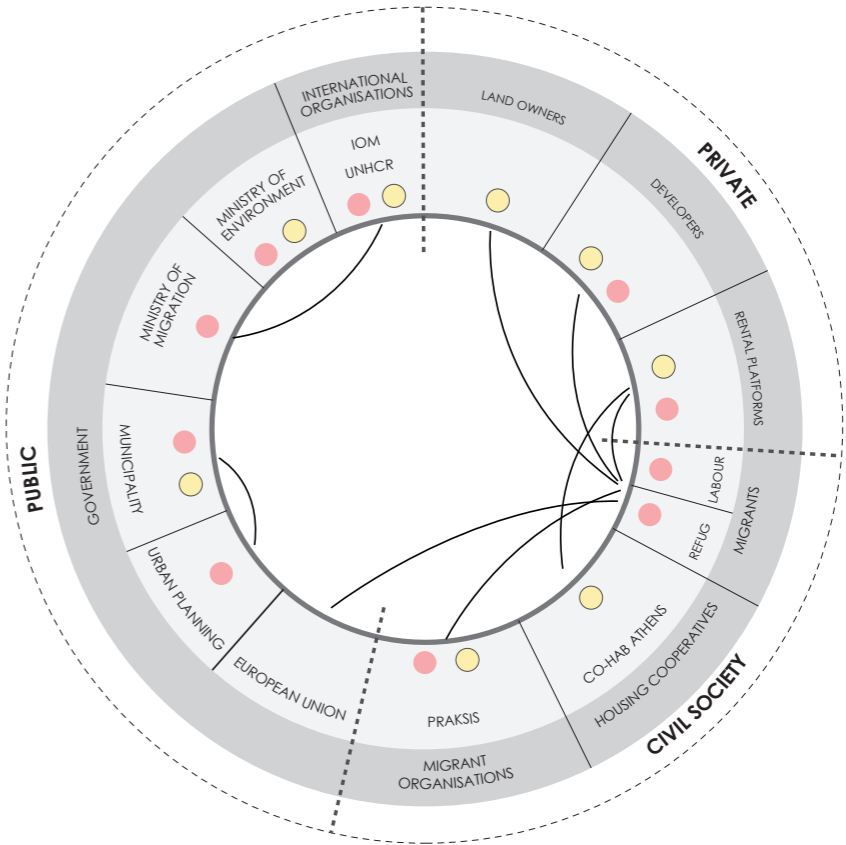 INTERNATIONAL
ORGANISATIONS
IOM
UNHCR
LAND OWNERS
PRIVATE
DEVELOPERS
RENTAL PLATFORMS
LABOUR
REFUG
MIGRANTS
CO-HAB ATHENS
HOUSING COOPERATIVES
CIVIL SOCIETY
PRAKSIS
MIGRANT
ORGANISATIONS
EUROPEAN UNION
URBAN PLANNING
MUNICIPALITY
GOVERNMENT
PUBLIC
MINISTRY OF
MIGRATION
MINISTRY OF
ENVIRONMENT